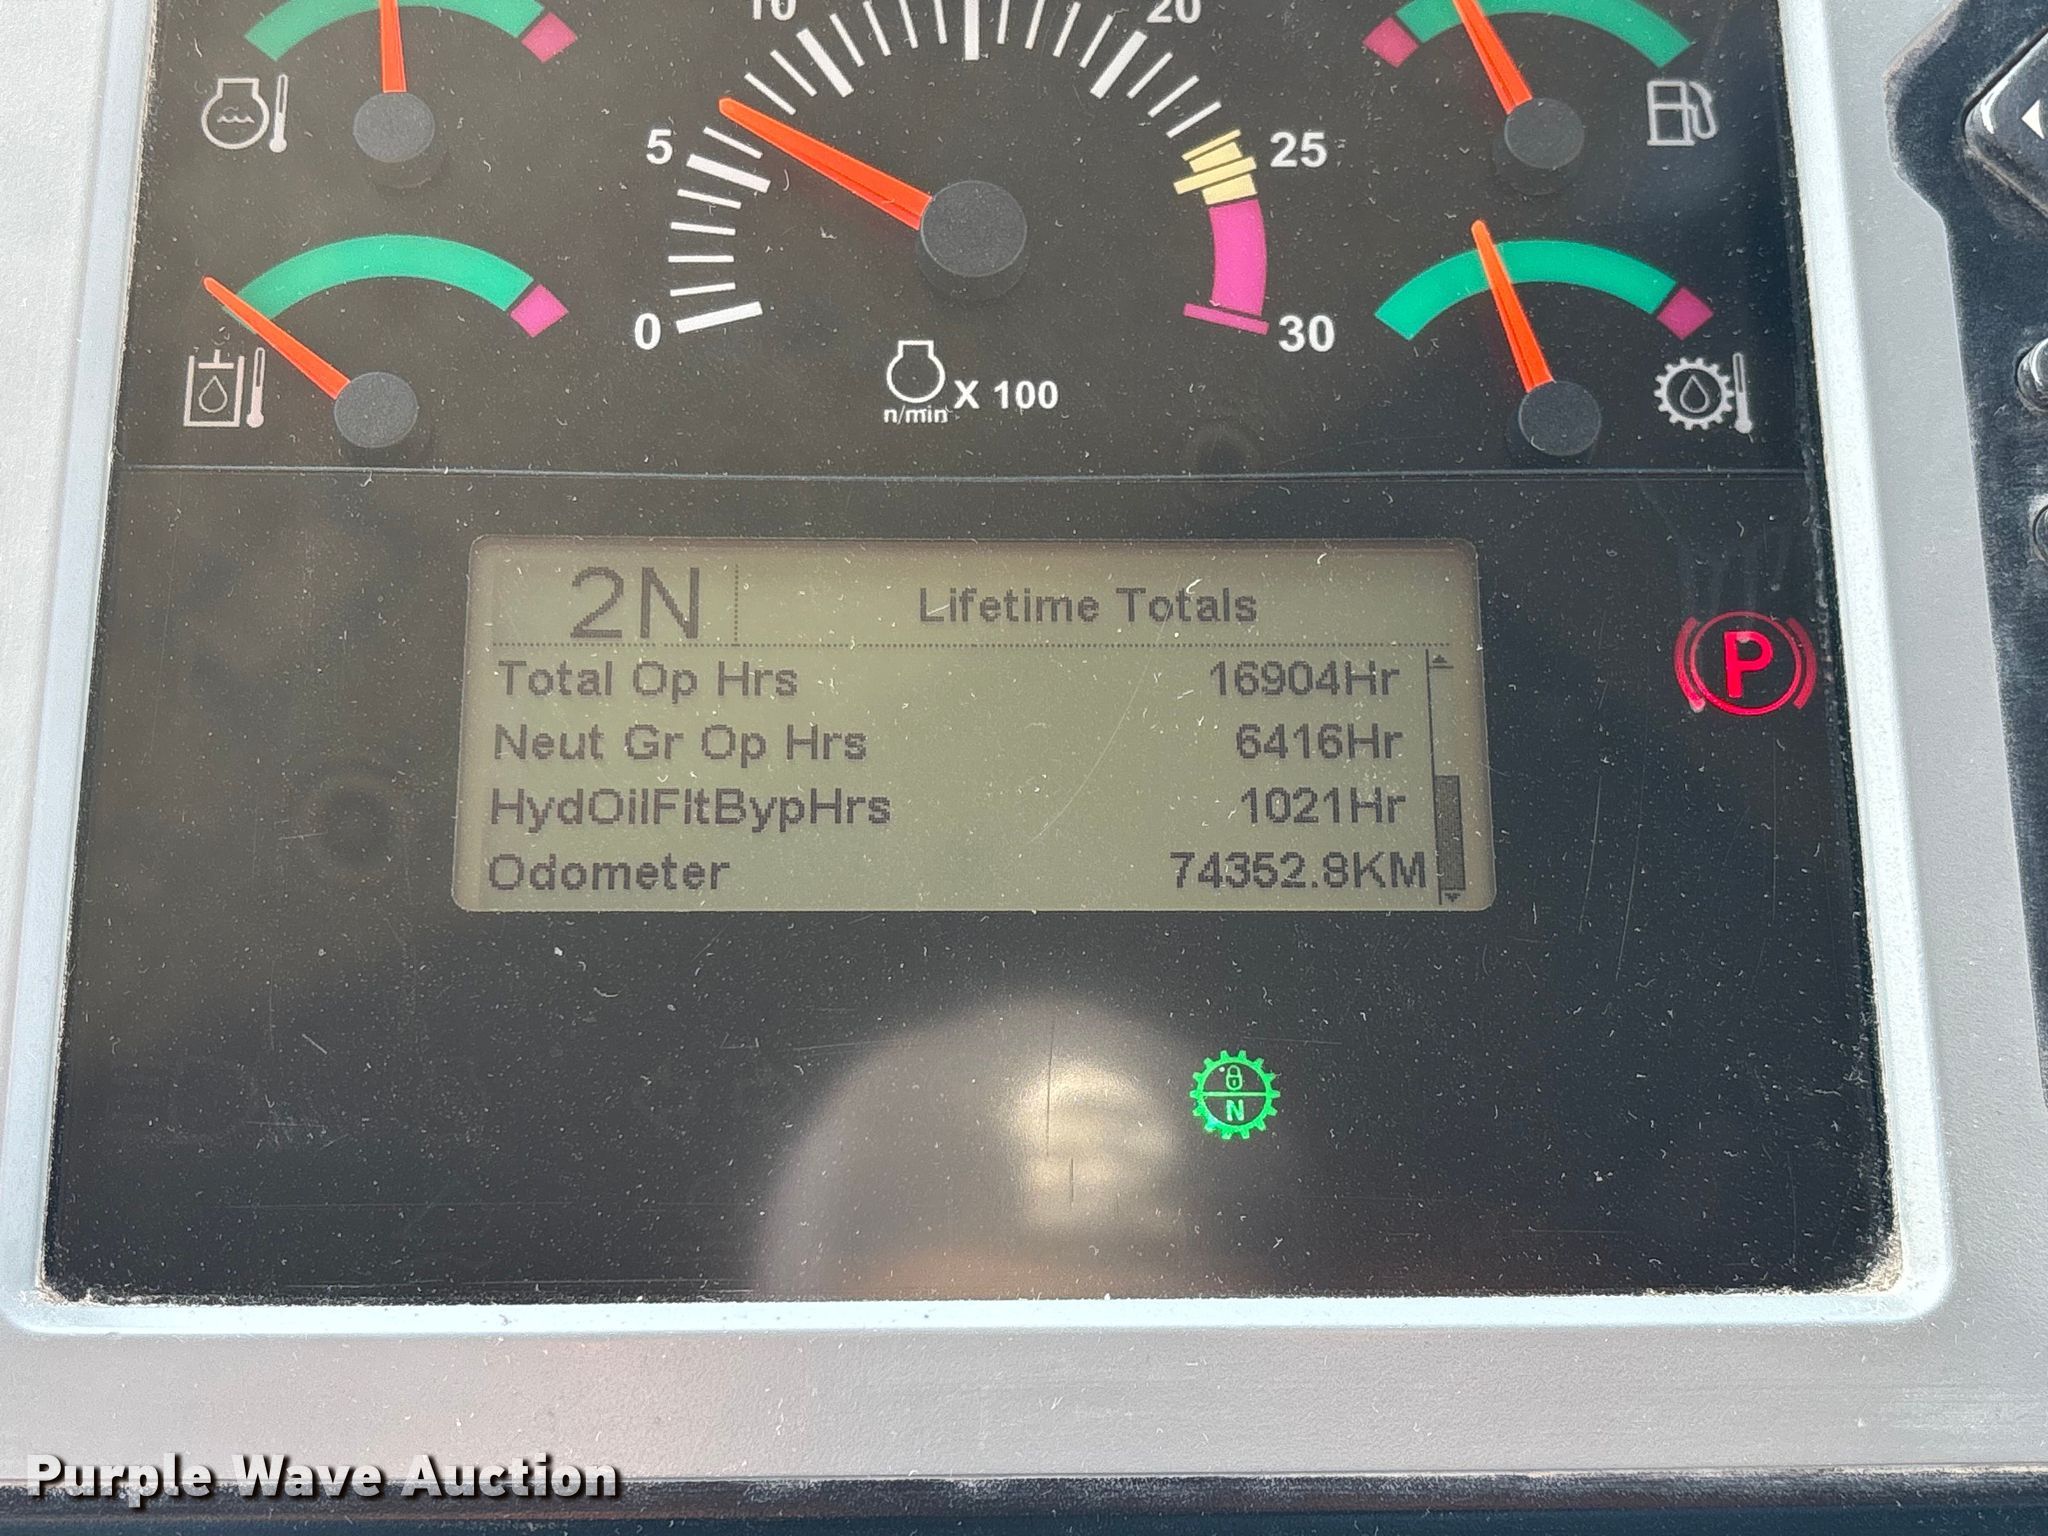 10 20
5 25
0 30
n/min X 100
2N Lifetime Totals
Total Op Hrs 16904Hr
Neut Gr Op Hrs 6416Hr
HydOilFltBypHrs 1021Hr
Odometer 74352.8KM
P
N
Purple Wave Auction